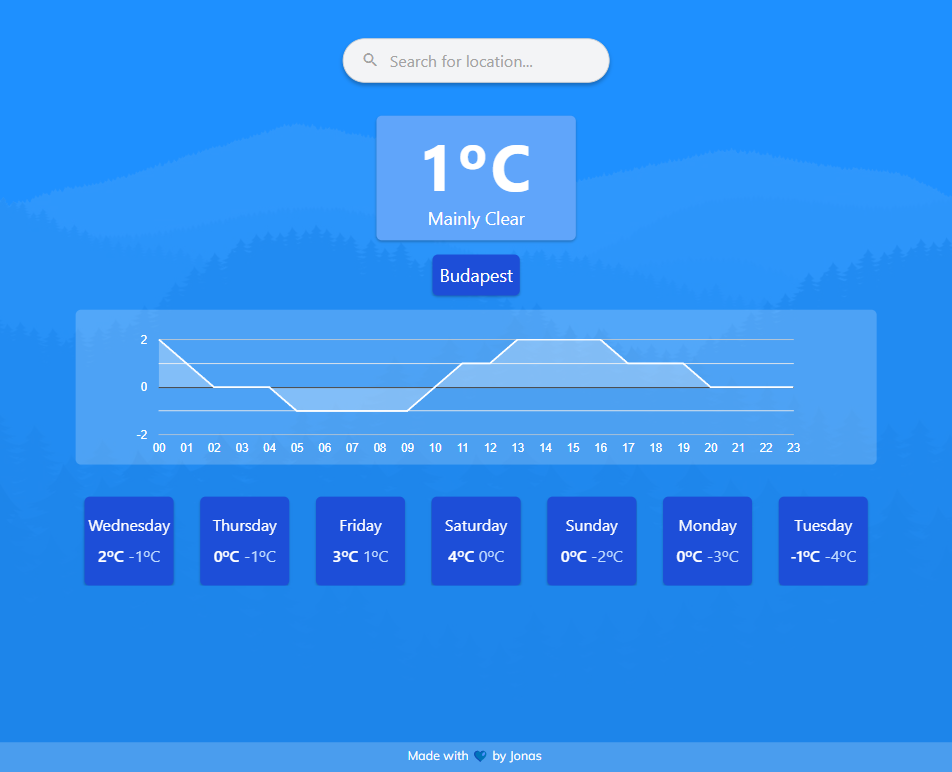 Search for location...
1ºC
Mainly Clear
Budapest
2
0
-2
00 01 02 03 04 05 06 07 08 09 10 11 12 13 14 15 16 17 18 19 20 21 22 23
Wednesday Thursday Friday Saturday Sunday Monday Tuesday
2ºC -1ºC 0ºC -1ºC 3ºC 1ºC 4ºC 0ºC 0ºC -2ºC 0ºC -3ºC -1ºC -4ºC
Made with 💙 by Jonas